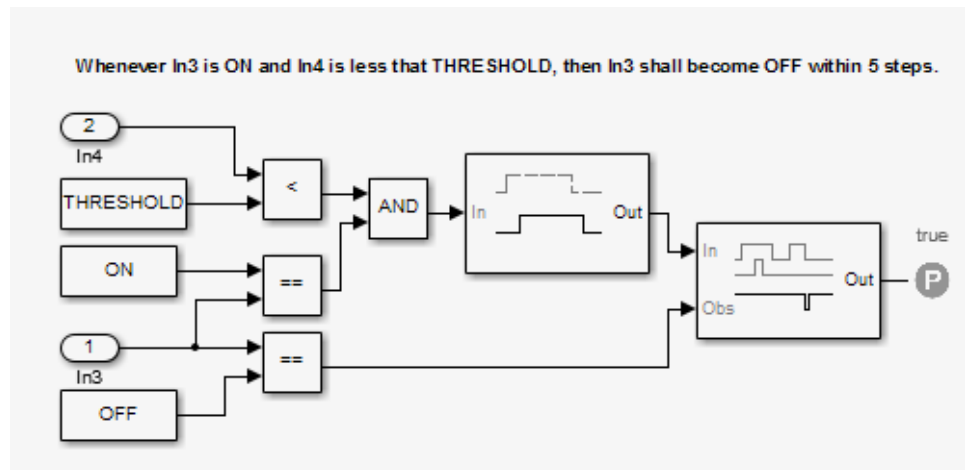 Whenever In3 is ON and In4 is less that THRESHOLD, then In3 shall become OFF within 5 steps.
2
In4
THRESHOLD
<
AND
In
Out
true
ON
==
In
Out
P
Obs
1
In3
==
OFF